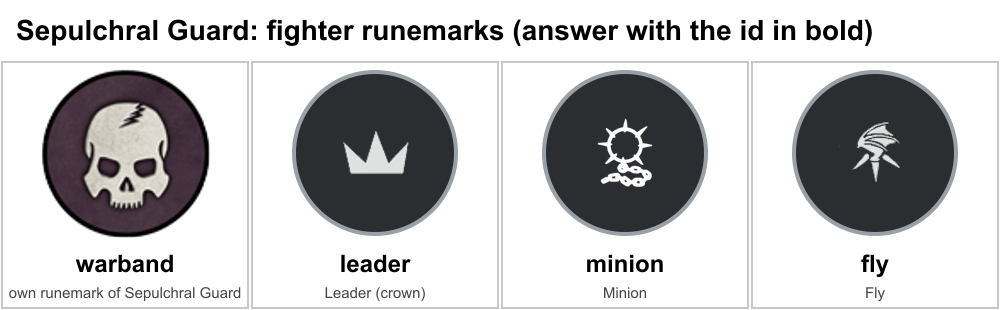 Sepulchral Guard: fighter runemarks (answer with the id in bold)
warband
own runemark of Sepulchral Guard
leader
Leader (crown)
minion
Minion
fly
Fly